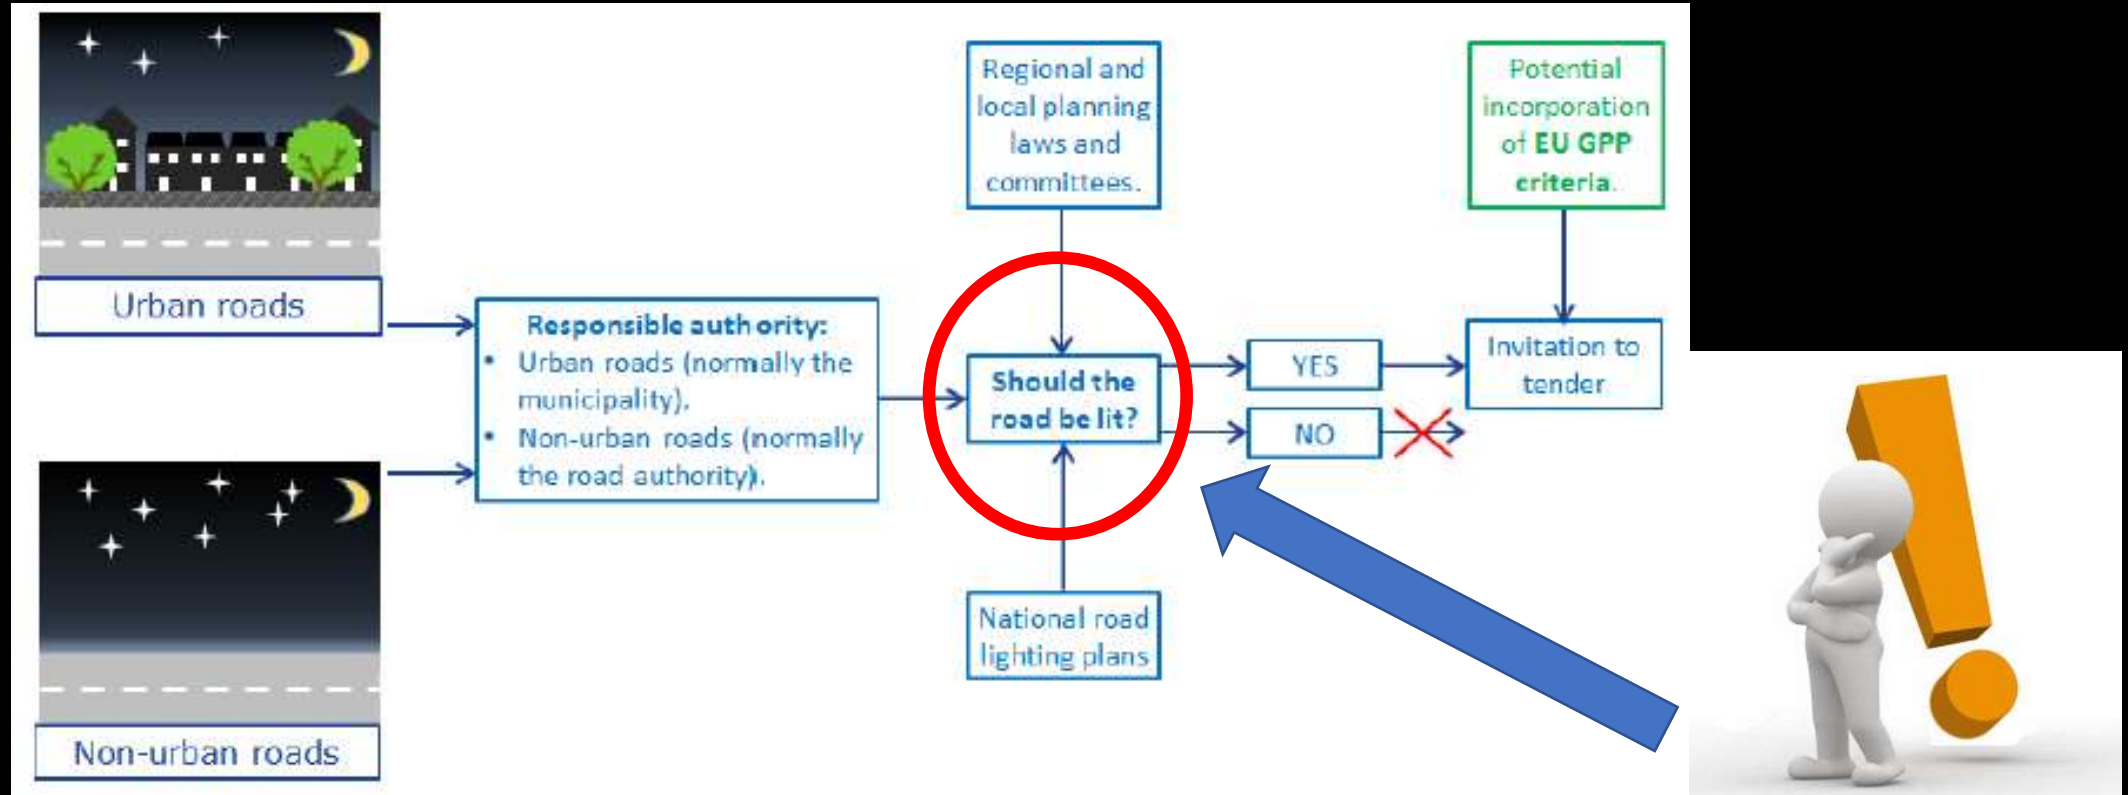 Urban roads
Non-urban roads
Responsible authority:
• Urban roads (normally the
municipality).
• Non-urban roads (normally
the road authority).
Regional and
local planning
laws and
committees.
Should the
road be lit?
National road
lighting plans
YES
NO
Potential
incorporation
of EU GPP
criteria.
Invitation to
tender